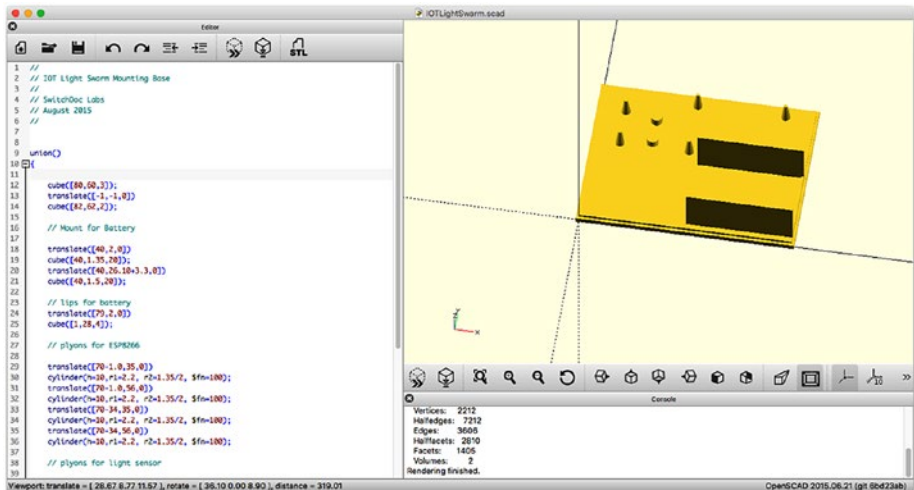 IOTLightSwarm.scad
Editor
STL
1 //
2 // IOT Light Swarm Mounting Base
3 //
4 // SwitchDoc Labs
5 // August 2015
6 //
7
8
9 union()
10 {
11
12 cube([80,60,3]);
13 translate([-1,-1,0])
14 cube([82,62,2]);
15
16 // Mount for Battery
17
18 translate([40,2,0])
19 cube([40,1.35,20]);
20 translate([40,26.10+3.3,0])
21 cube([40,1.5,20]);
22
23 // lips for battery
24 translate([79,2,0])
25 cube([1,28,4]);
26
27 // plyons for ESP8266
28
29 translate([70-1.0,35,0])
30 cylinder(h=10,r1=2.2, r2=1.35/2, $fn=100);
31 translate([70-1.0,56,0])
32 cylinder(h=10,r1=2.2, r2=1.35/2, $fn=100);
33 translate([70-34,35,0])
34 cylinder(h=10,r1=2.2, r2=1.35/2, $fn=100);
35 translate([70-34,56,0])
36 cylinder(h=10,r1=2.2, r2=1.35/2, $fn=100);
37
38 // plyons for light sensor
39
x
Console
Vertices: 2212
Halfedges: 7212
Edges: 3606
Halffacets: 2810
Facets: 1405
Volumes: 2
Rendering finished.
Viewport: translate = [ 28.67 8.77 11.57 ], rotate = [ 36.10 0.00 8.90 ], distance = 319.01
OpenSCAD 2015.06.21 (git 6bd23ab)